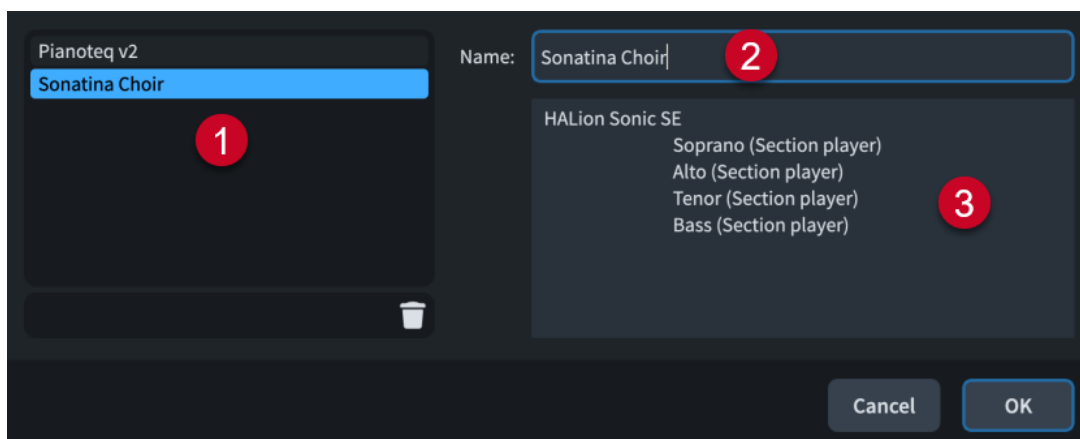 Pianoteq v2
Sonatina Choir
1
Name:
Sonatina Choir
2
HALion Sonic SE
Soprano (Section player)
Alto (Section player)
Tenor (Section player)
Bass (Section player)
3
Cancel
OK